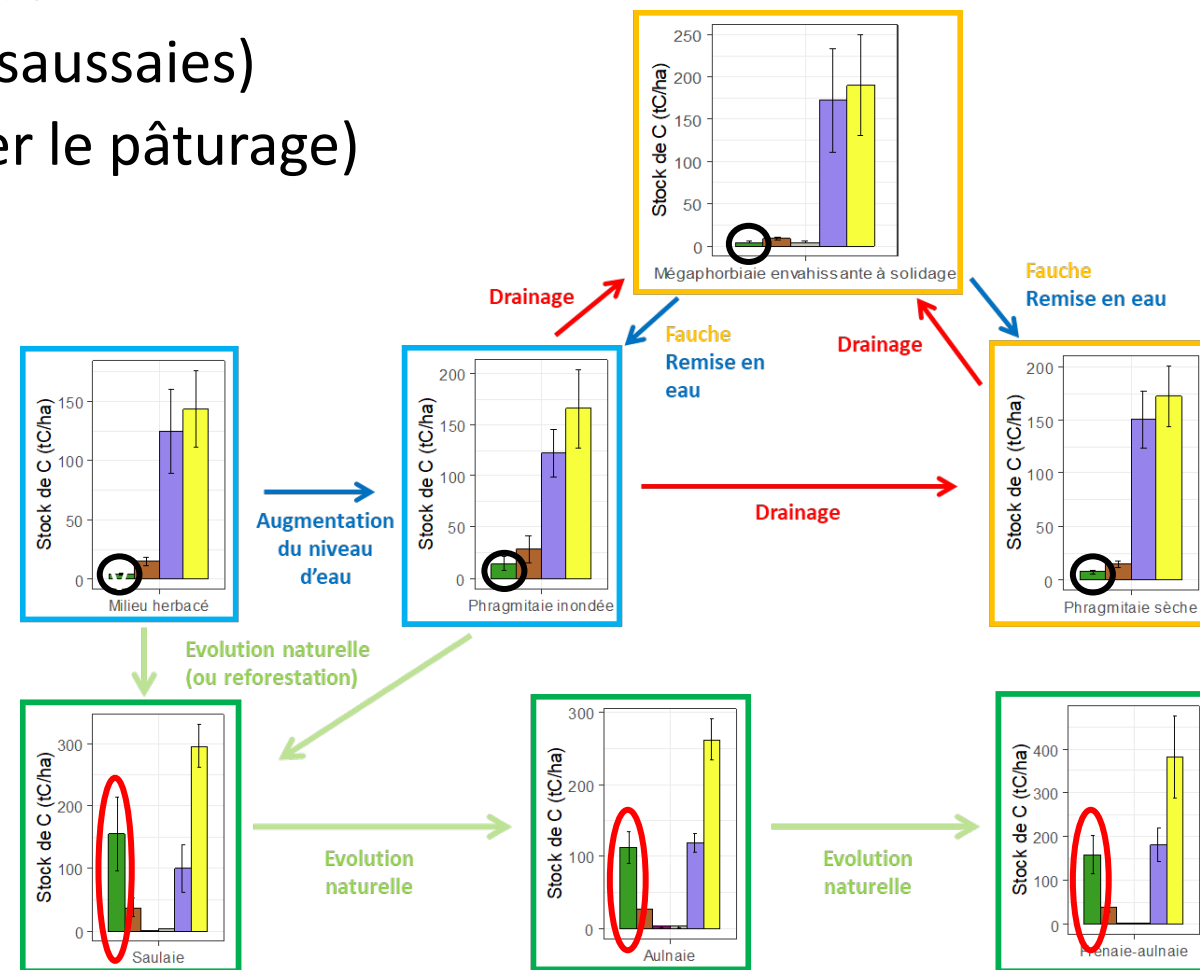 saussaies)
er le pâturage)
Stock de C (tC/ha)
250
200
150
100
50
0
Mégaphorbiaie envahissante à solidage
Drainage
Fauche
Remise en
eau
Drainage
Fauche
Remise en eau
Stock de C (tC/ha)
150
100
50
0
Milieu herbacé
Augmentation
du niveau
d'eau
Stock de C (tC/ha)
200
150
100
50
0
Phragmitaie inondée
Drainage
Stock de C (tC/ha)
200
150
100
50
0
Phragmitaie sèche
Evolution naturelle
(ou reforestation)
Stock de C (tC/ha)
300
200
100
0
Saulaie
Evolution
naturelle
Stock de C (tC/ha)
300
200
100
0
Aulnaie
Evolution
naturelle
Stock de C (tC/ha)
400
300
200
100
0
Frenaie-aulnaie